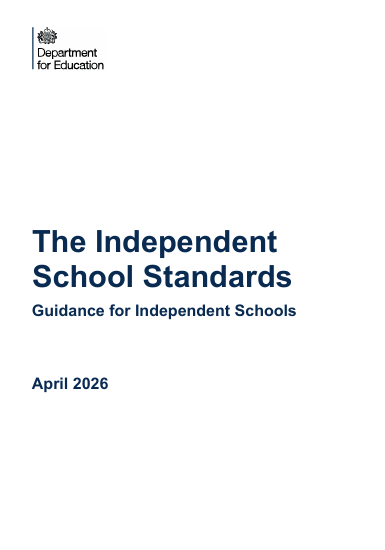 Department
for Education
The Independent
School Standards
Guidance for Independent Schools
April 2026